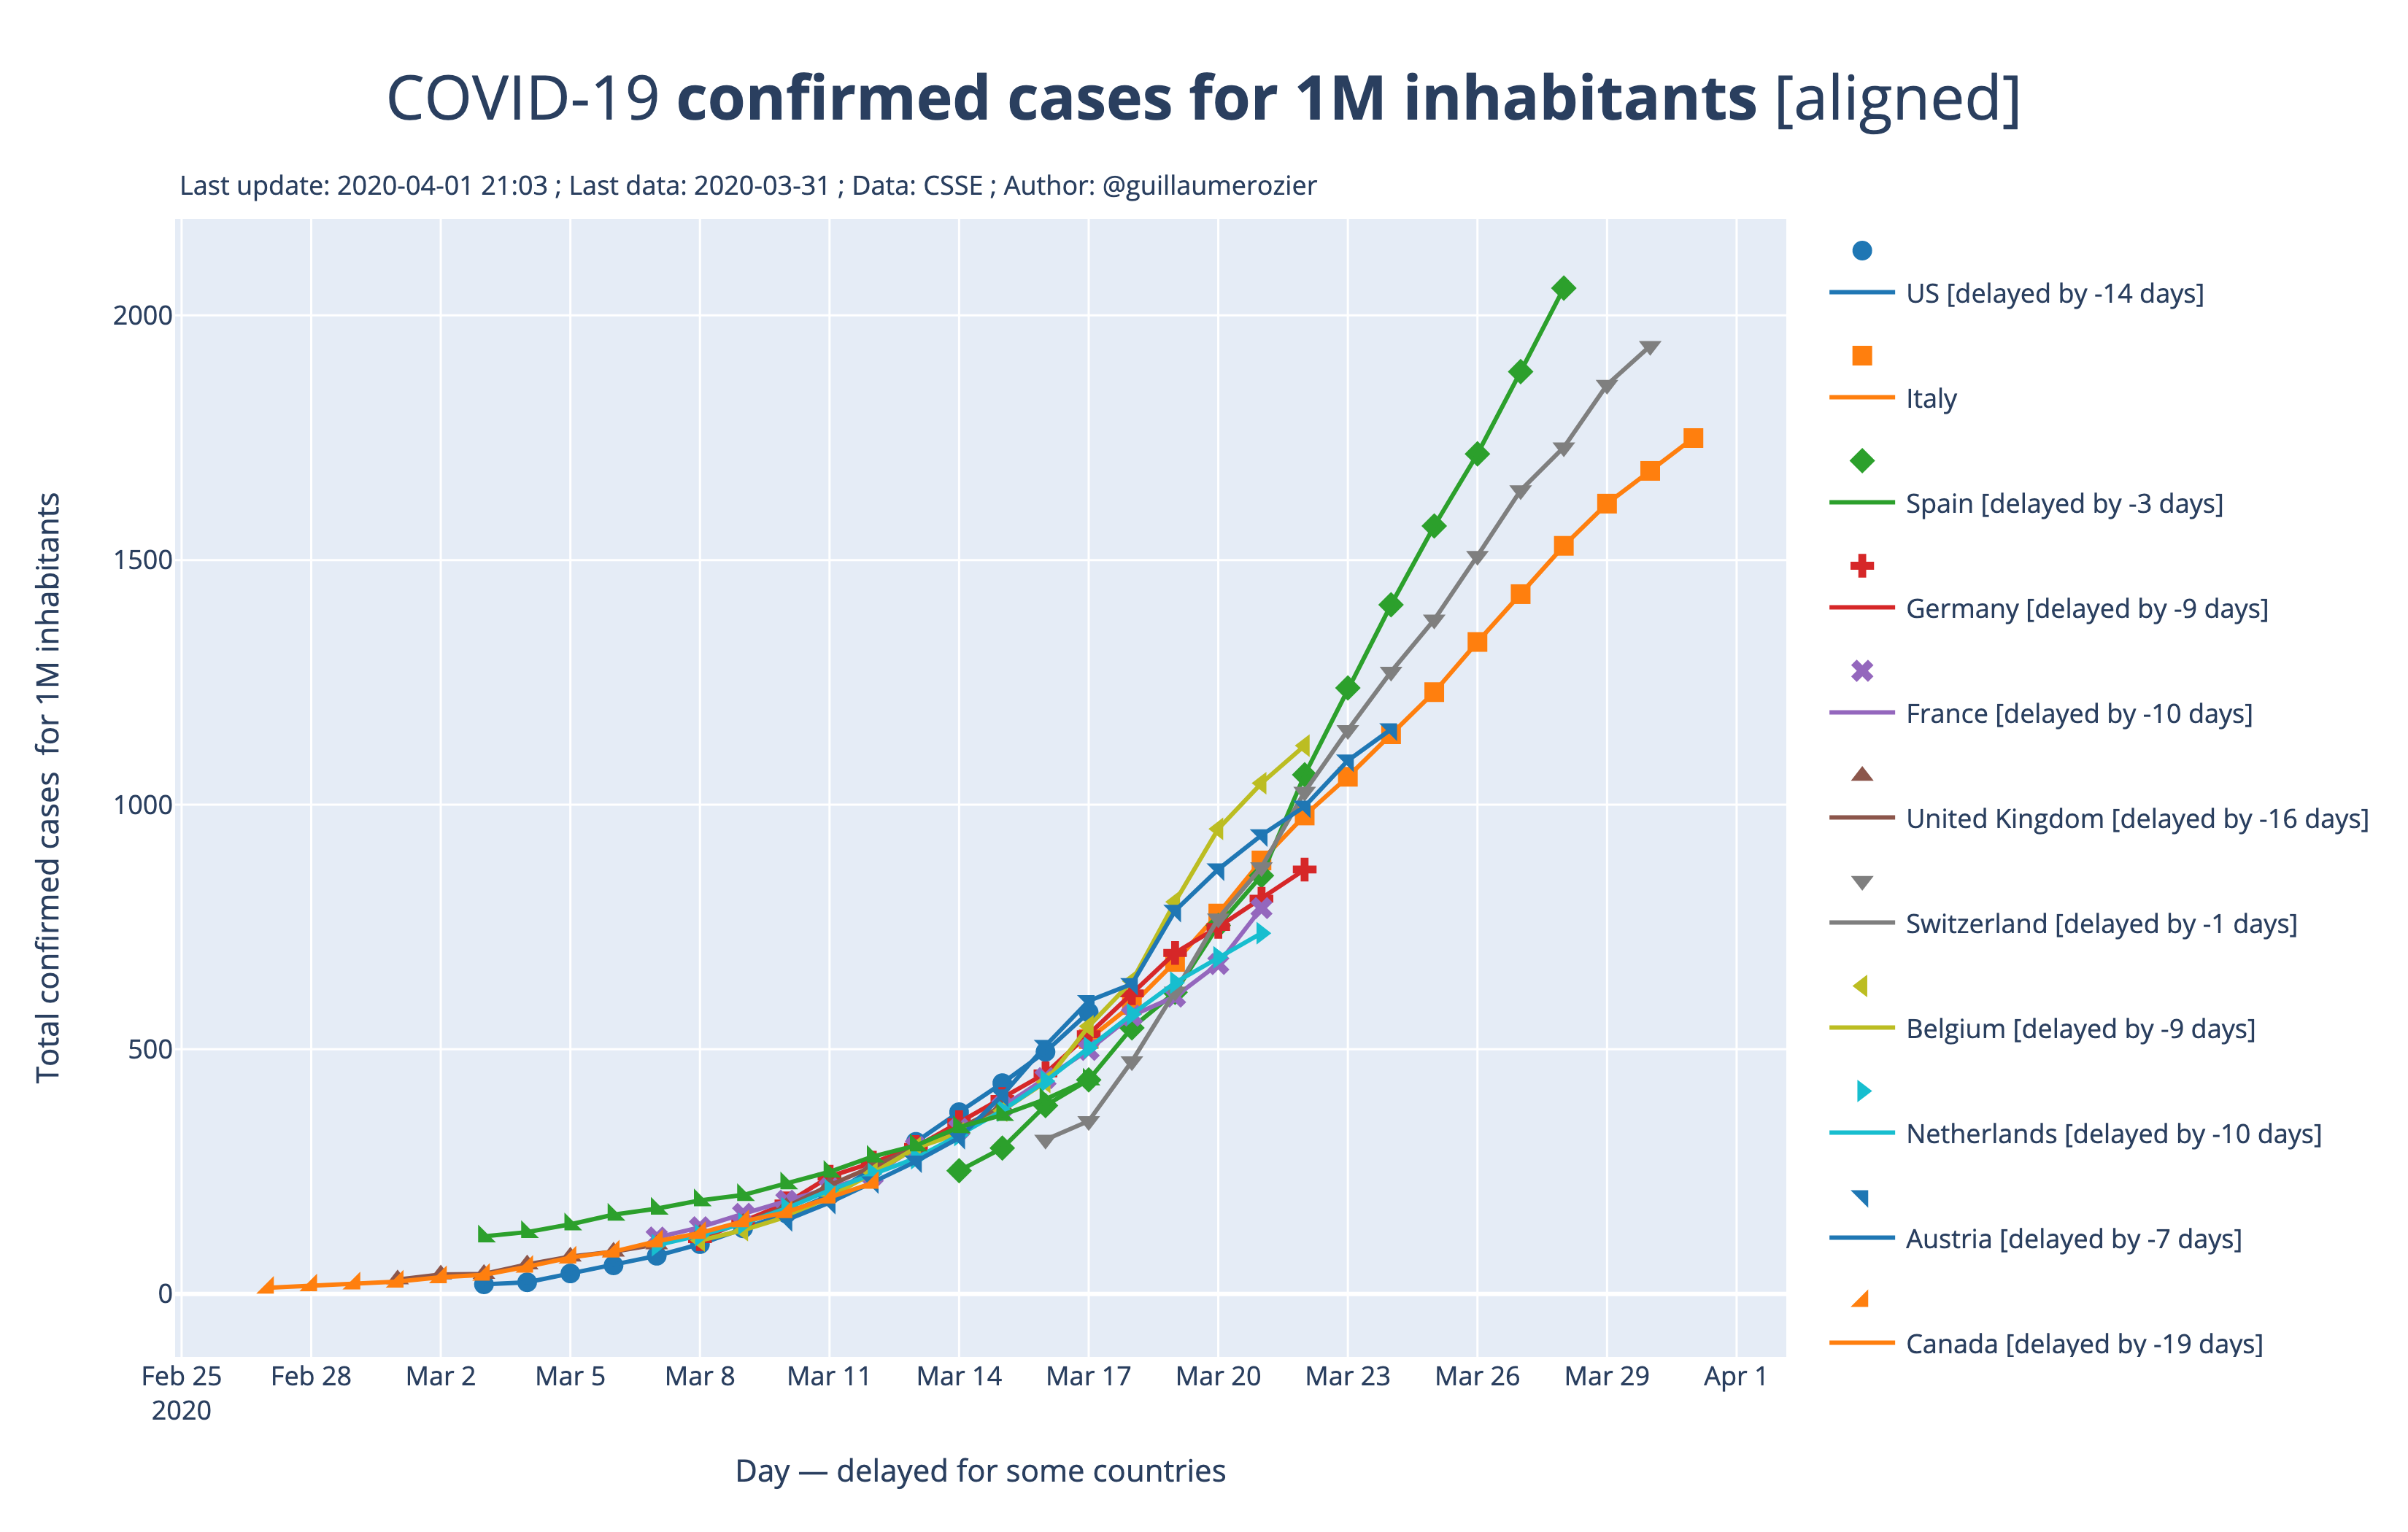 COVID-19 confirmed cases for 1M inhabitants [aligned]
Last update: 2020-04-01 21:03 ; Last data: 2020-03-31 ; Data: CSSE ; Author: @guillaumerozier
Total confirmed cases for 1M inhabitants
2000
1500
1000
500
0
Feb 25
2020
Feb 28
Mar 2
Mar 5
Mar 8
Mar 11
Mar 14
Mar 17
Mar 20
Mar 23
Mar 26
Mar 29
Apr 1
Day — delayed for some countries
US [delayed by -14 days]
Italy
Spain [delayed by -3 days]
Germany [delayed by -9 days]
France [delayed by -10 days]
United Kingdom [delayed by -16 days]
Switzerland [delayed by -1 days]
Belgium [delayed by -9 days]
Netherlands [delayed by -10 days]
Austria [delayed by -7 days]
Canada [delayed by -19 days]